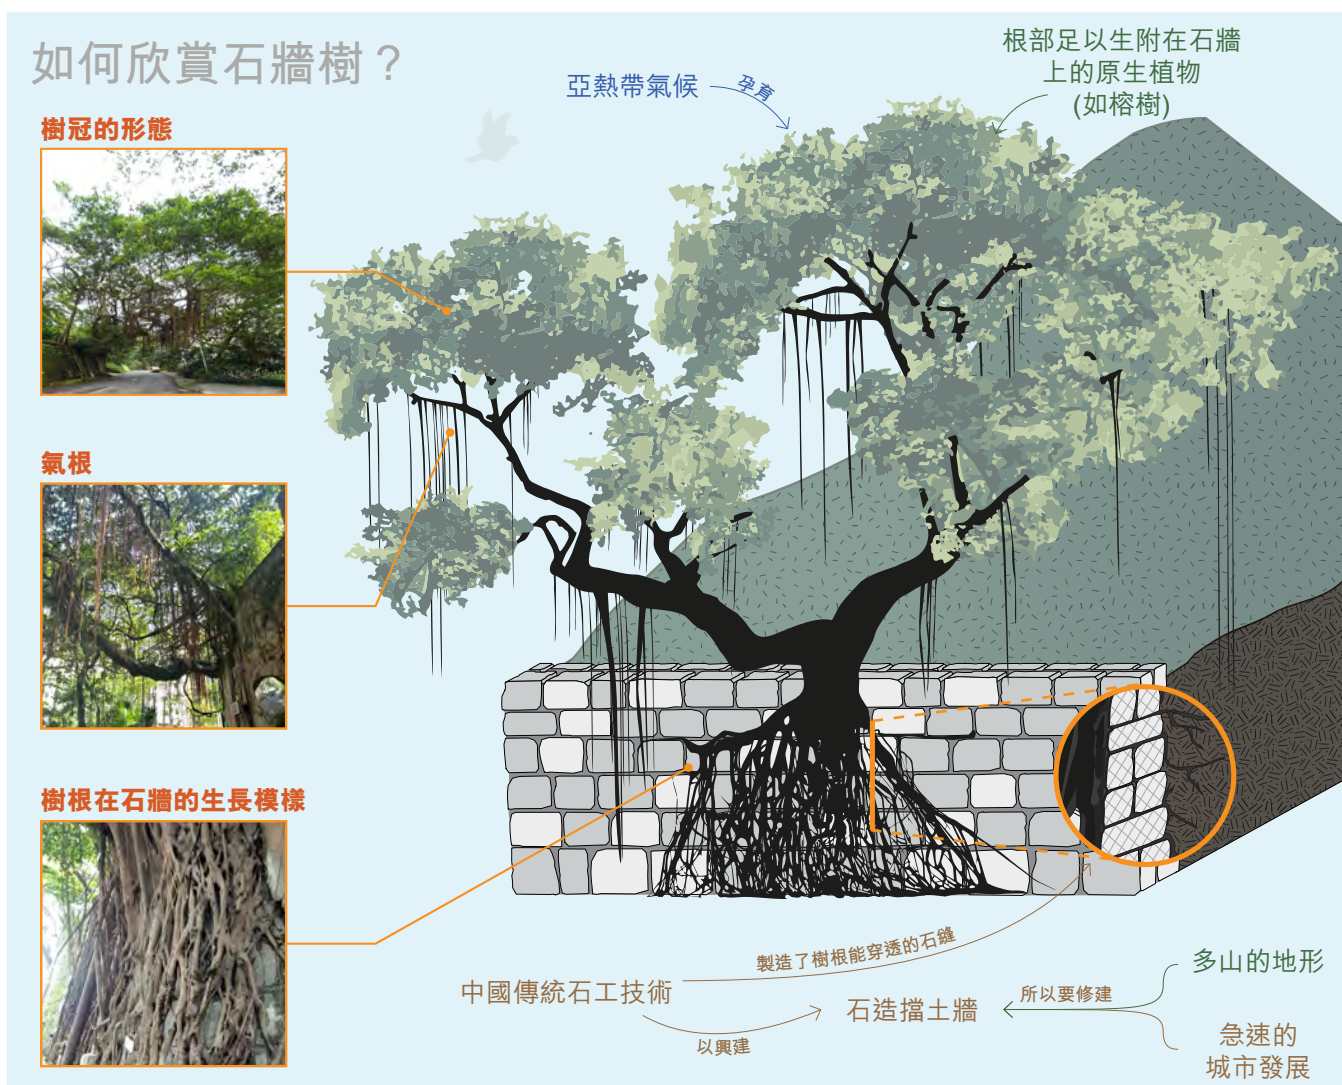 如何欣賞石牆樹？
樹冠的形態
氣根
樹根在石牆的生長模樣
亞熱帶氣候
孕育
根部足以生附在石牆
上的原生植物
(如榕樹)
製造了樹根能穿透的石縫
中國傳統石工技術
以興建
石造擋土牆
所以要修建
多山的地形
急速的
城市發展